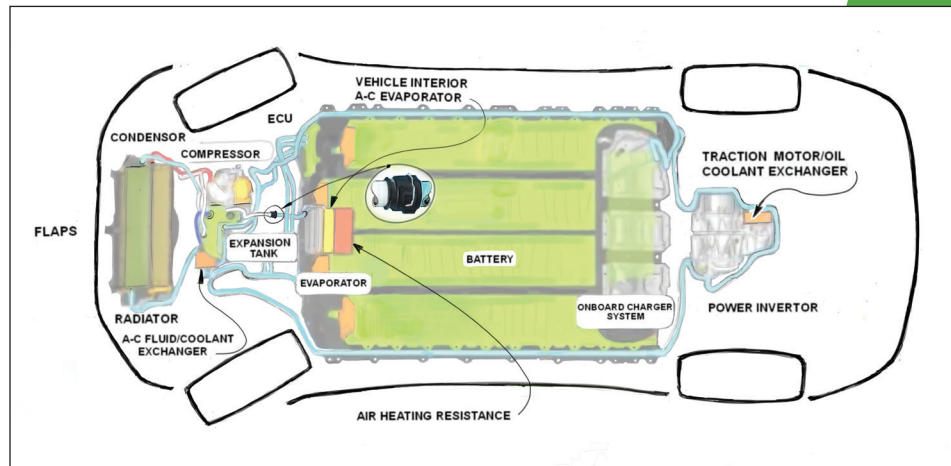 VEHICLE INTERIOR
A-C EVAPORATOR
ECU
CONDENSOR
COMPRESSOR
TRACTION MOTOR/OIL
COOLANT EXCHANGER
FLAPS
EXPANSION
TANK
BATTERY
EVAPORATOR
ONBOARD CHARGER
SYSTEM
POWER INVERTOR
RADIATOR
A-C FLUID/COOLANT
EXCHANGER
AIR HEATING RESISTANCE